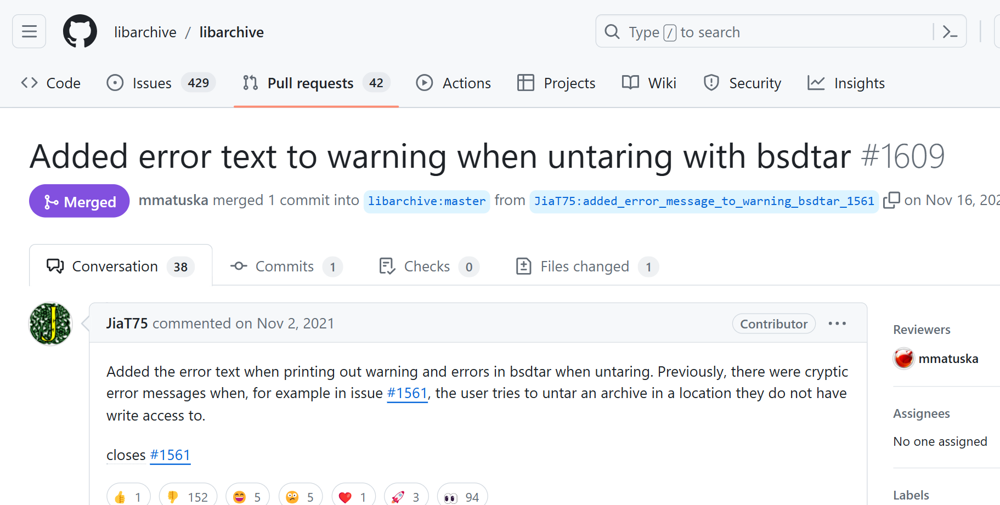 libarchive / libarchive
Type / to search
Code Issues 429 Pull requests 42 Actions Projects Wiki Security Insights
Added error text to warning when untaring with bsdtar #1609
Merged mmatuska merged 1 commit into libarchive:master from JiaT75:added_error_message_to_warning_bsdtar_1561 on Nov 16,
Conversation 38 Commits 1 Checks 0 Files changed 1
J
JiaT75 commented on Nov 2, 2021 Contributor
Added the error text when printing out warning and errors in bsdtar when untaring. Previously, there were cryptic
error messages when, for example in issue #1561, the user tries to untar an archive in a location they do not have
write access to.
closes #1561
1 152 5 5 1 3 94
Reviewers
mmatuska
Assignees
No one assigned
Labels